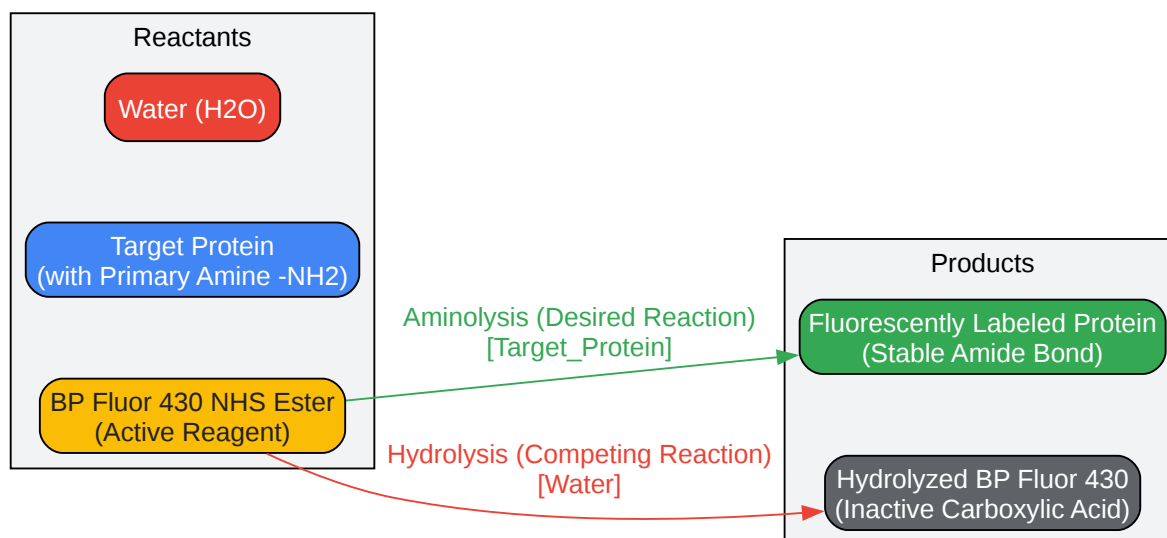 Reactants
Water (H2O)
Target Protein
(with Primary Amine -NH2)
BP Fluor 430 NHS Ester
(Active Reagent)
Aminolysis (Desired Reaction)
[Target_Protein]
Hydrolysis (Competing Reaction)
[Water]
Products
Fluorescently Labeled Protein
(Stable Amide Bond)
Hydrolyzed BP Fluor 430
(Inactive Carboxylic Acid)